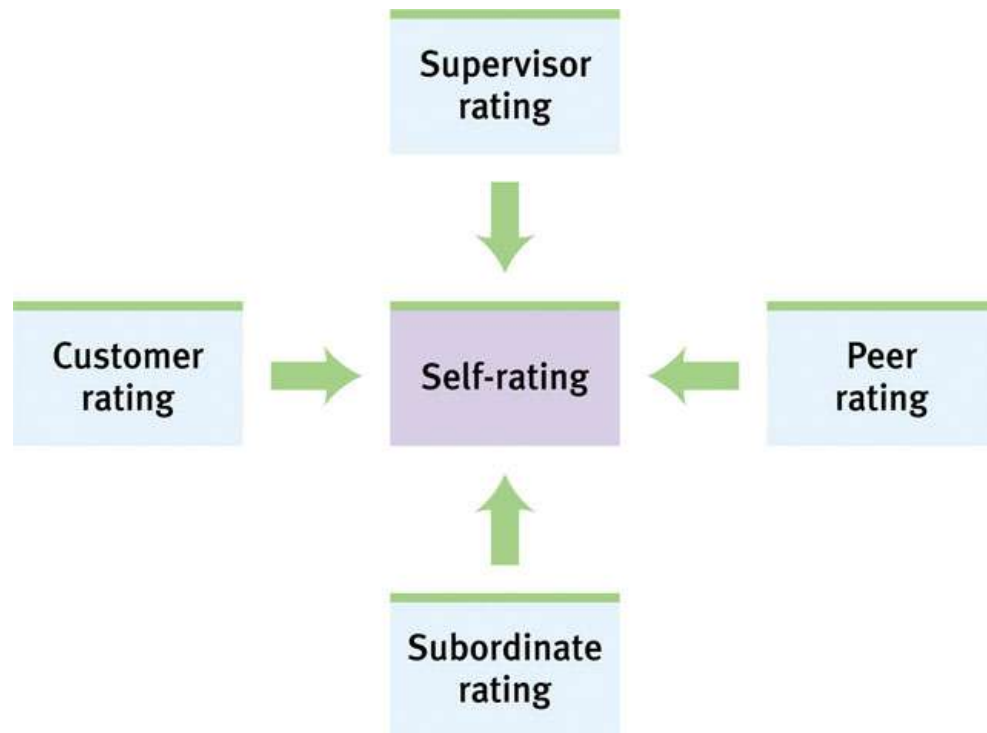 Supervisor
rating
Customer
rating
Self-rating
Peer
rating
Subordinate
rating